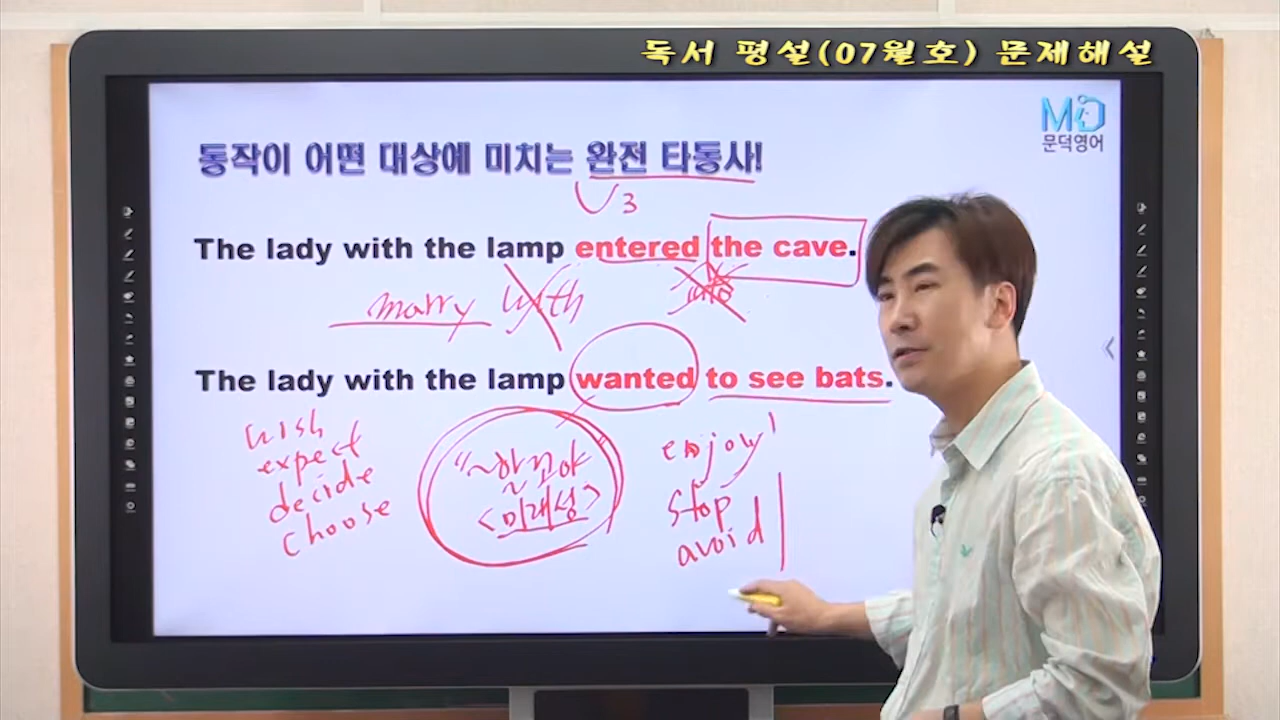 독서 평설(07월호) 문제해설
MD
문덕영어
동작이 어떤 대상에 미치는 완전 타동사!
3
The lady with the lamp entered the cave.
marry with into
The lady with the lamp wanted to see bats.
wish
expect
decide
choose
"~할꺼야
<미래성>
enjoy
stop
avoid